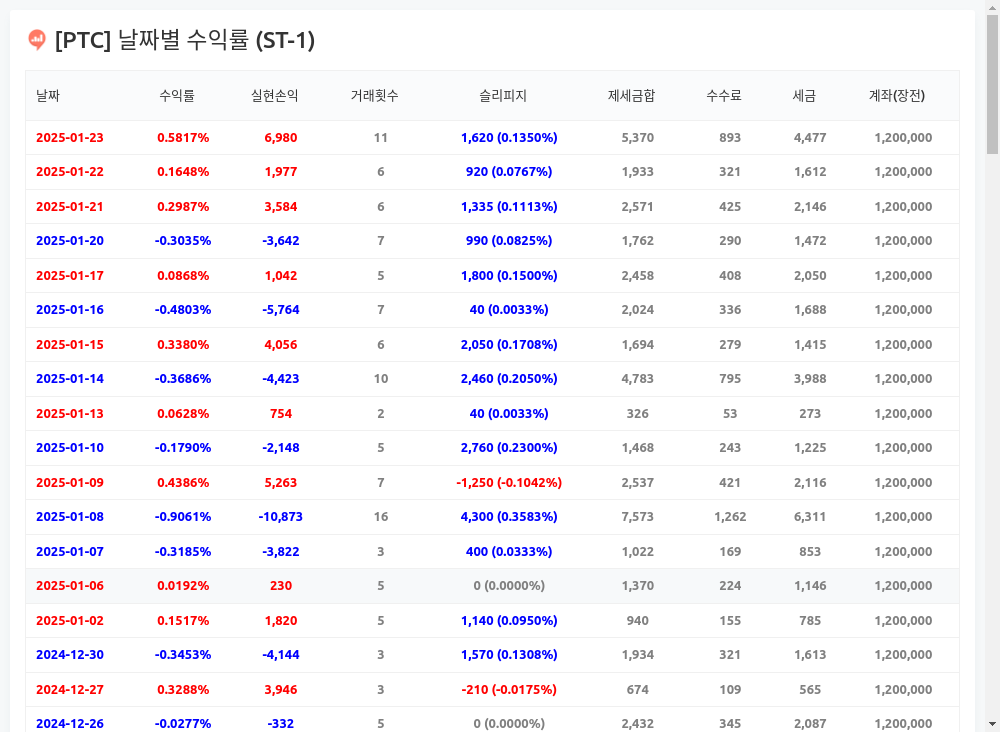 [PTC] 날짜별 수익률 (ST-1)
날짜 수익률 실현손익 거래횟수 슬리피지 제세금합 수수료 세금 계좌(장전)
2025-01-23 0.5817% 6,980 11 1,620 (0.1350%) 5,370 893 4,477 1,200,000
2025-01-22 0.1648% 1,977 6 920 (0.0767%) 1,933 321 1,612 1,200,000
2025-01-21 0.2987% 3,584 6 1,335 (0.1113%) 2,571 425 2,146 1,200,000
2025-01-20 -0.3035% -3,642 7 990 (0.0825%) 1,762 290 1,472 1,200,000
2025-01-17 0.0868% 1,042 5 1,800 (0.1500%) 2,458 408 2,050 1,200,000
2025-01-16 -0.4803% -5,764 7 40 (0.0033%) 2,024 336 1,688 1,200,000
2025-01-15 0.3380% 4,056 6 2,050 (0.1708%) 1,694 279 1,415 1,200,000
2025-01-14 -0.3686% -4,423 10 2,460 (0.2050%) 4,783 795 3,988 1,200,000
2025-01-13 0.0628% 754 2 40 (0.0033%) 326 53 273 1,200,000
2025-01-10 -0.1790% -2,148 5 2,760 (0.2300%) 1,468 243 1,225 1,200,000
2025-01-09 0.4386% 5,263 7 -1,250 (-0.1042%) 2,537 421 2,116 1,200,000
2025-01-08 -0.9061% -10,873 16 4,300 (0.3583%) 7,573 1,262 6,311 1,200,000
2025-01-07 -0.3185% -3,822 3 400 (0.0333%) 1,022 169 853 1,200,000
2025-01-06 0.0192% 230 5 0 (0.0000%) 1,370 224 1,146 1,200,000
2025-01-02 0.1517% 1,820 5 1,140 (0.0950%) 940 155 785 1,200,000
2024-12-30 -0.3453% -4,144 3 1,570 (0.1308%) 1,934 321 1,613 1,200,000
2024-12-27 0.3288% 3,946 3 -210 (-0.0175%) 674 109 565 1,200,000
2024-12-26 -0.0277% -332 5 0 (0.0000%) 2,432 345 2,087 1,200,000